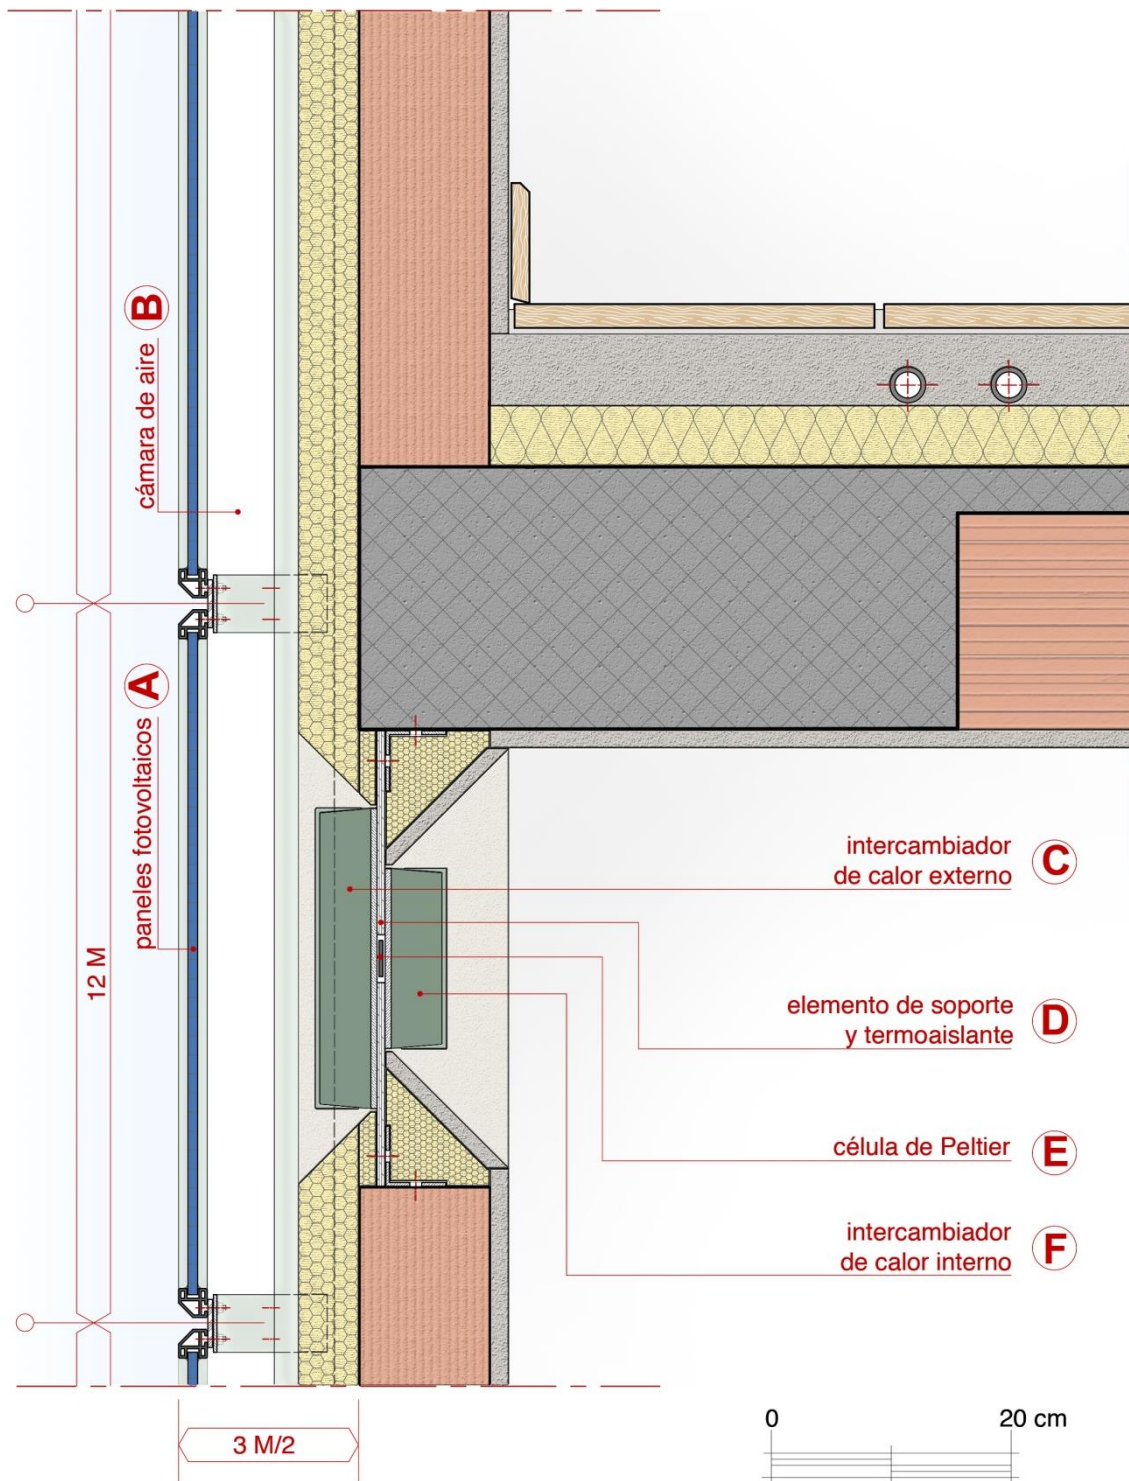 B
cámara de aire
A
paneles fotovoltaicos
12 M
intercambiador
de calor externo
C
elemento de soporte
y termoaislante
D
célula de Peltier
E
intercambiador
de calor interno
F
3 M/2
0
20 cm